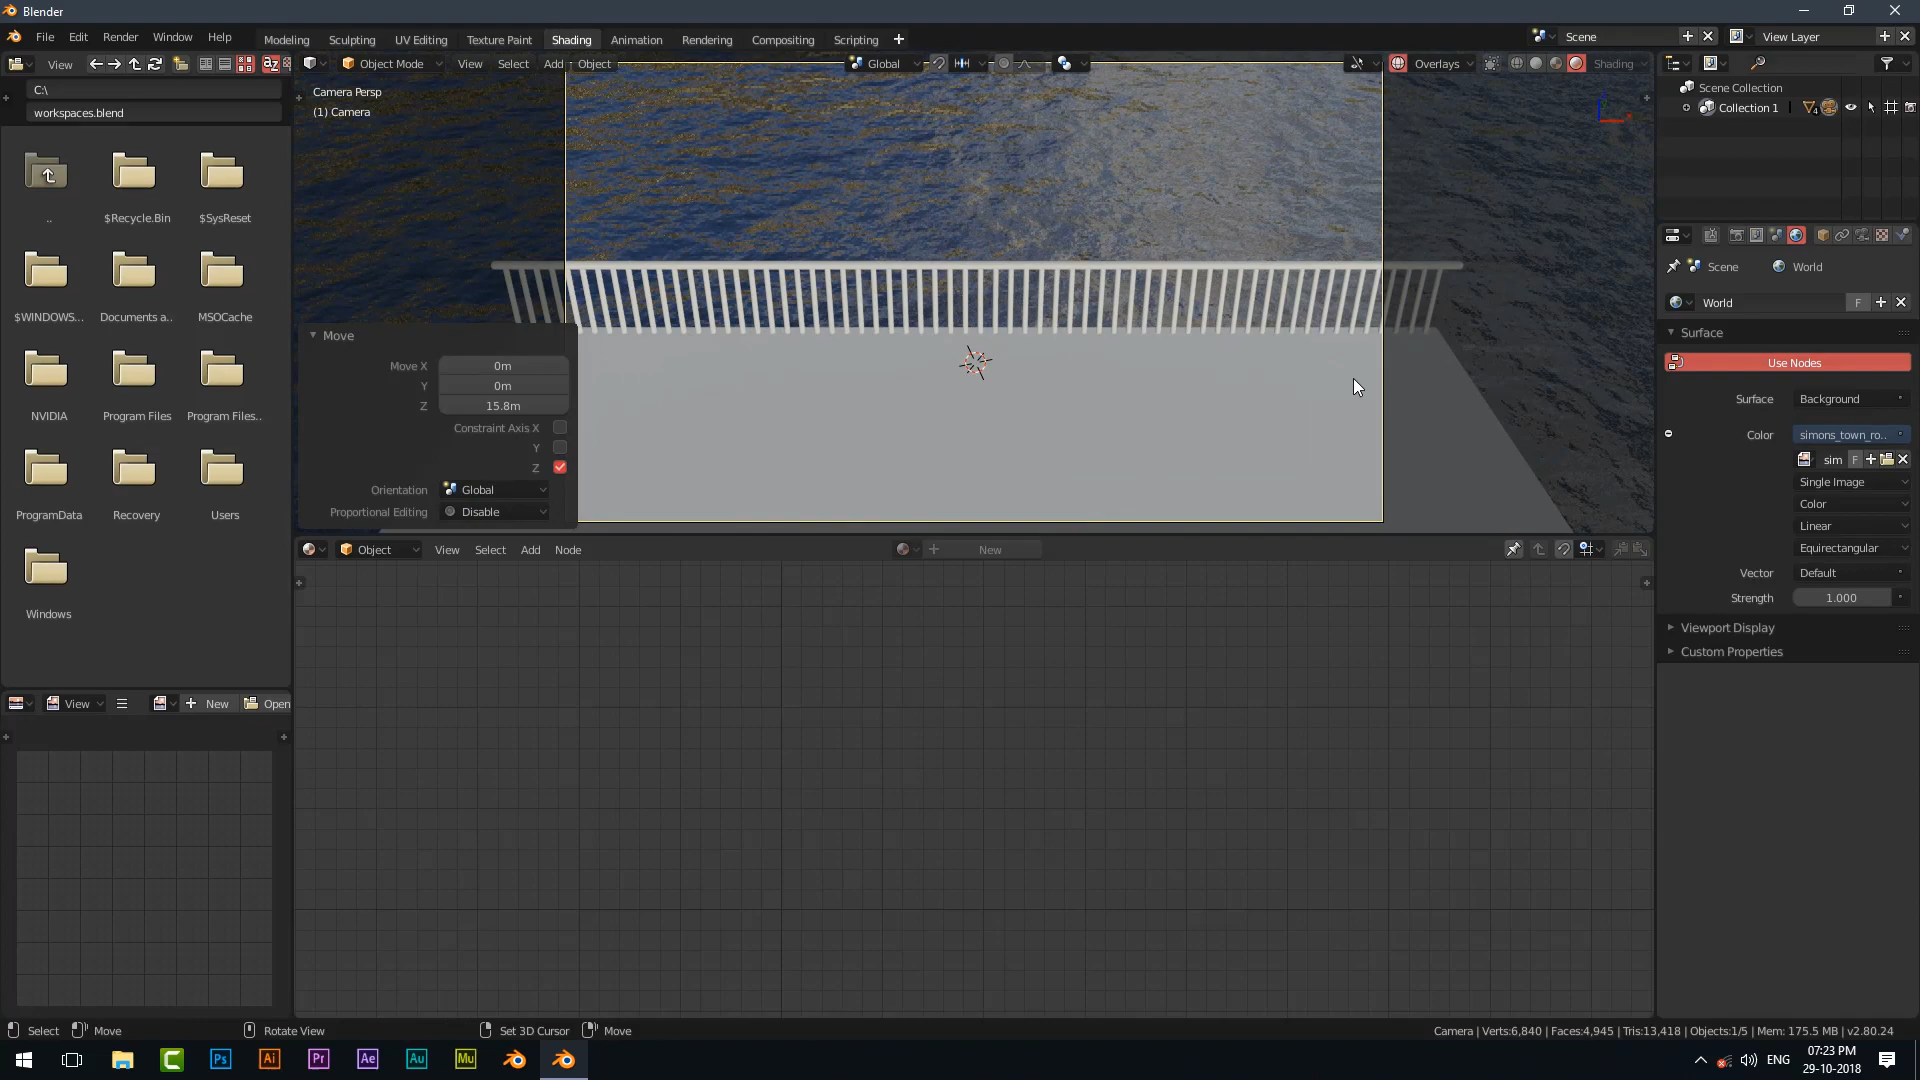 Blender
File Edit Render Window Help
Modeling Sculpting UV Editing Texture Paint Shading Animation Rendering Compositing Scripting
Scene
View Layer
View
Object Mode View Select Add Object
Global
Overlays
Shading
C:\
workspaces.blend
Camera Persp
(1) Camera
Scene Collection
Collection 1
..
$Recycle.Bin
$SysReset
$WINDOWS...
Documents a..
MSOCache
NVIDIA
Program Files
Program Files..
ProgramData
Recovery
Users
Windows
Move
Move X 0m
Y 0m
Z 15.8m
Constraint Axis X
Y
Z
Orientation Global
Proportional Editing Disable
Scene World
World F
Surface
Use Nodes
Surface Background
Color simons_town_ro..
sim F
Single Image
Color
Linear
Equirectangular
Vector Default
Strength 1.000
Viewport Display
Custom Properties
Object View Select Add Node
New
View New Open
Select Move Rotate View Set 3D Cursor Move
Camera | Verts:6,840 | Faces:4,945 | Tris:13,418 | Objects:1/5 | Mem: 175.5 MB | v2.80.24
Ps Ai Pr Ae Au Mu
ENG
07:23 PM
29-10-2018